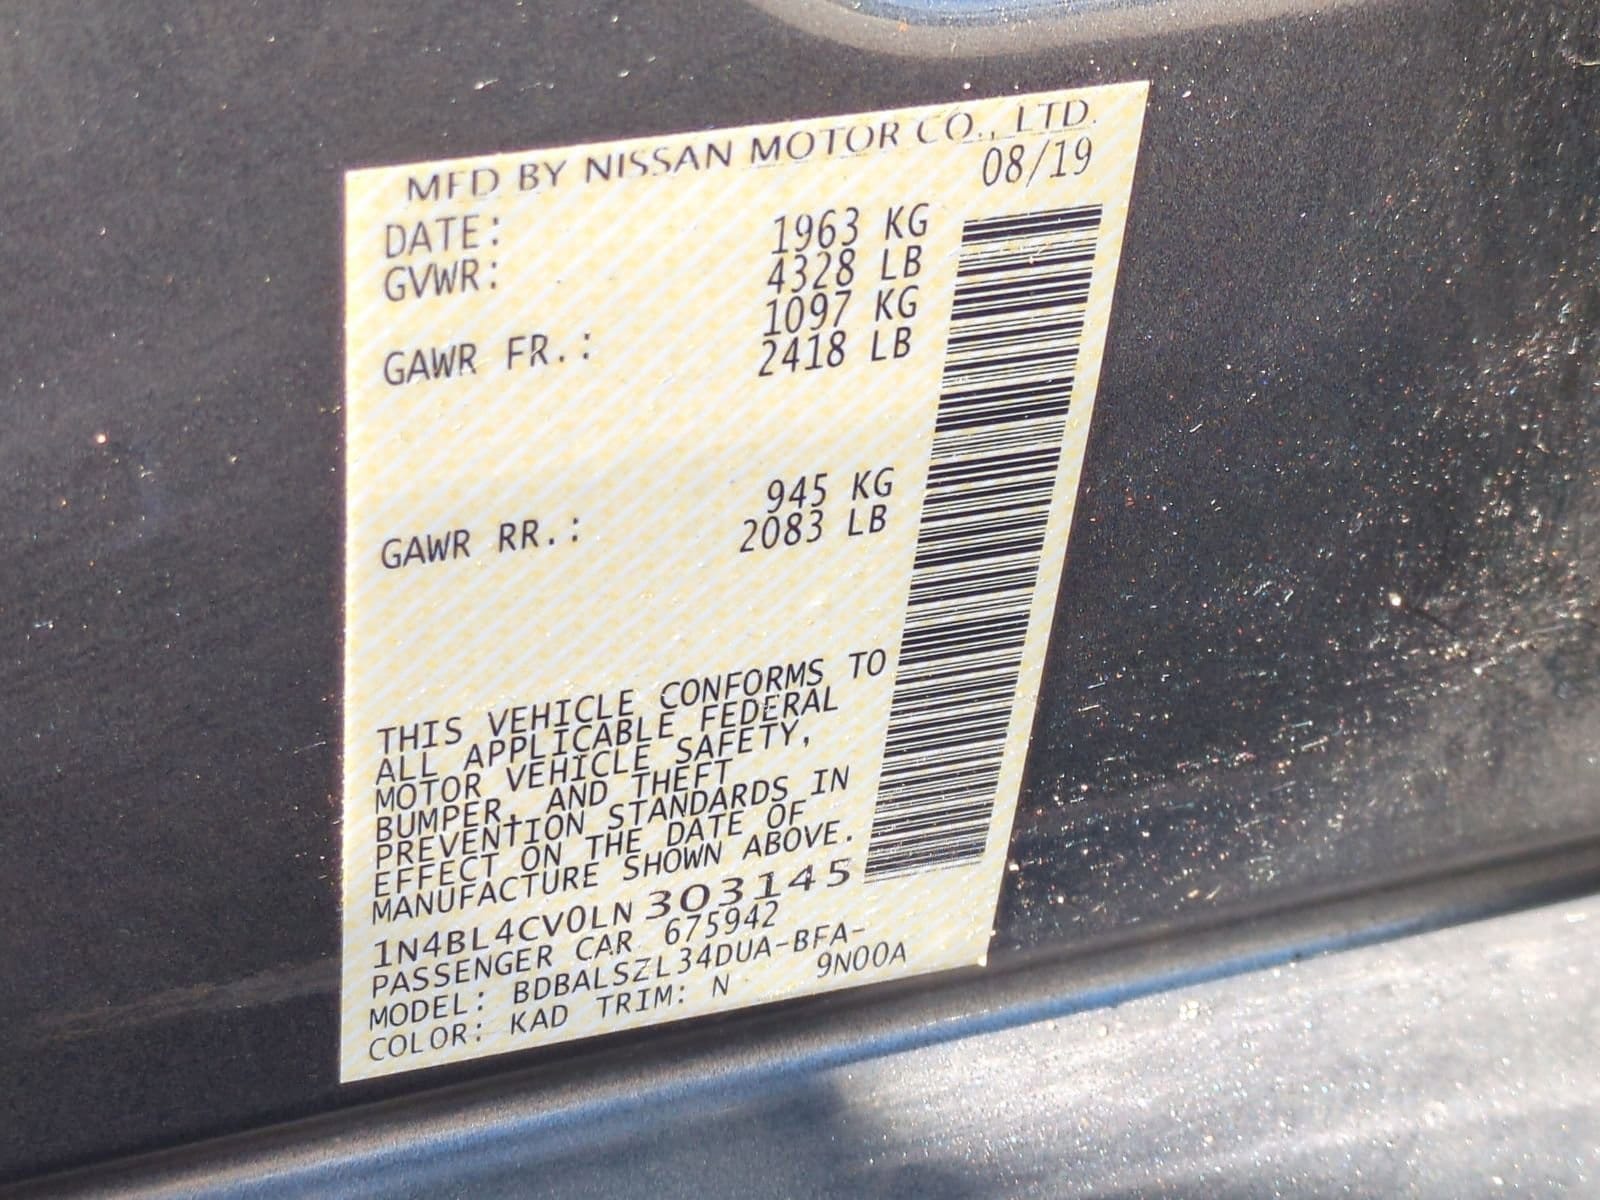 MFD BY NISSAN MOTOR CO., LTD.
DATE: 08/19
GVWR: 1963 KG
4328 LB
GAWR FR.: 1097 KG
2418 LB
GAWR RR.: 945 KG
2083 LB
THIS VEHICLE CONFORMS TO
ALL APPLICABLE FEDERAL
MOTOR VEHICLE SAFETY,
BUMPER, AND THEFT
PREVENTION STANDARDS IN
EFFECT ON THE DATE OF
MANUFACTURE SHOWN ABOVE.
1N4BL4CV0LN303145
PASSENGER CAR 675942
MODEL: BDBALSZL34DUA-BFA-
9N00A
COLOR: KAD TRIM: N